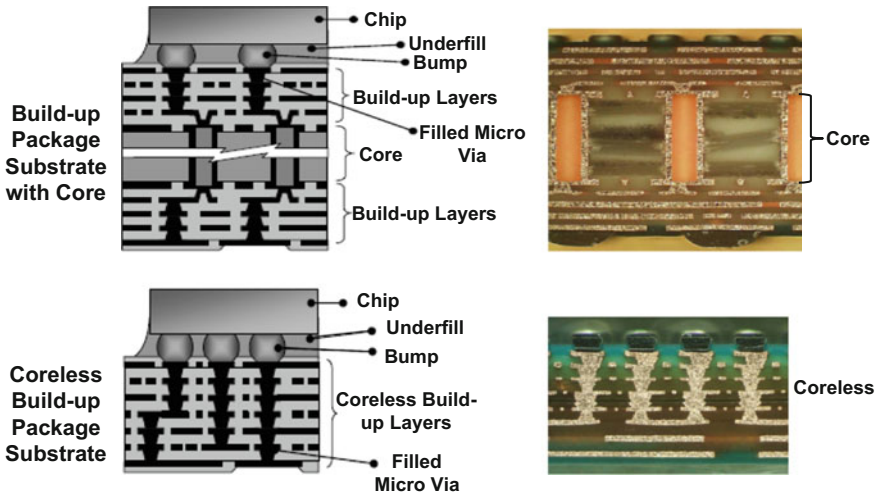 Chip
Underfill
Bump
Build-up Layers
Filled Micro
Via
Core
Build-up Layers
Build-up
Package
Substrate
with Core
Core
Chip
Underfill
Bump
Coreless Build-
up Layers
Filled
Micro Via
Coreless
Build-up
Package
Substrate
Coreless